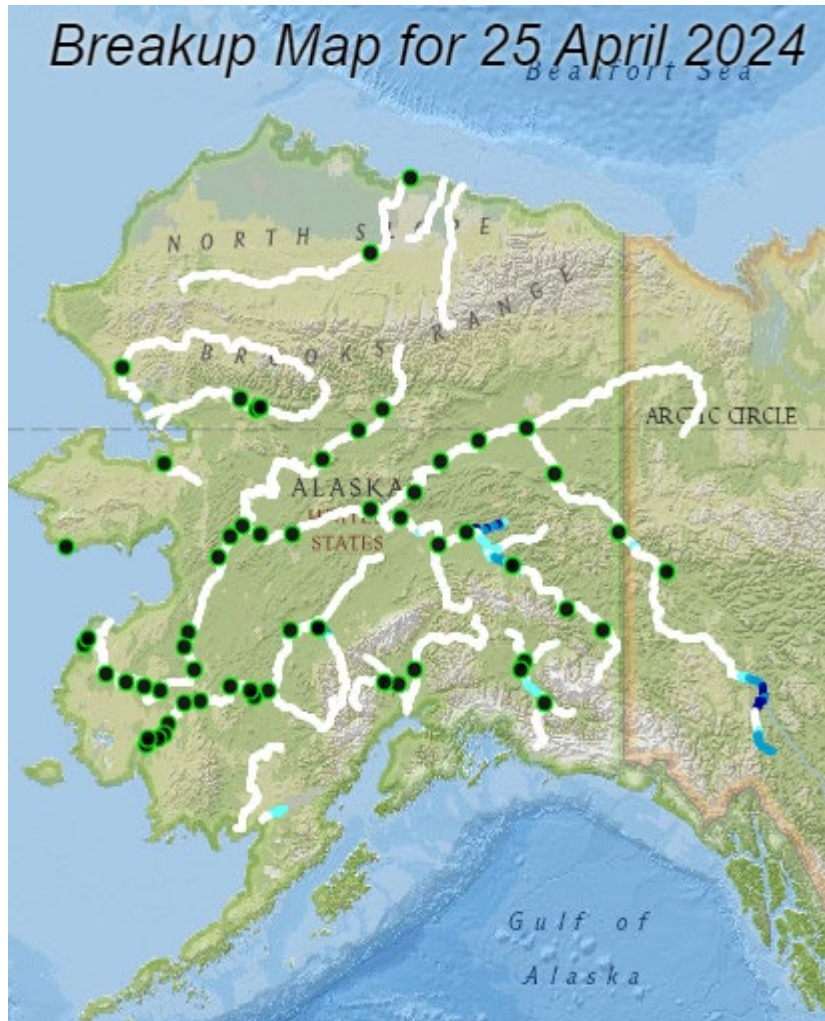 Breakup Map for 25 April 2024
Beaufort Sea
NORTH SLOPE
BROOKS RANGE
ARCTIC CIRCLE
ALASKA
UNITED
STATES
Gulf of
Alaska